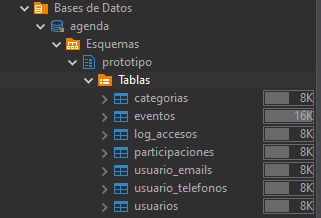 Bases de Datos
agenda
Esquemas
prototipo
Tablas
categorias 8K
eventos 16K
log_accesos 8K
participaciones 8K
usuario_emails 8K
usuario_telefonos 8K
usuarios 8K